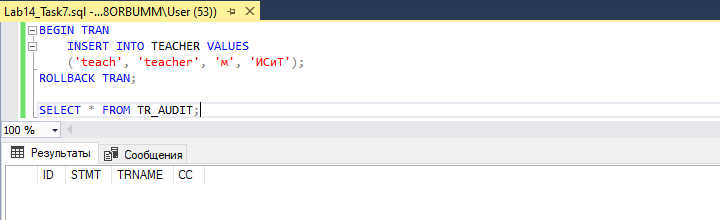 Lab14_Task7.sql -...8ORBUMM\User (53))
BEGIN TRAN
INSERT INTO TEACHER VALUES
('teach', 'teacher', 'м', 'ИСиТ');
ROLLBACK TRAN;
SELECT * FROM TR_AUDIT;
100 %
Результаты Сообщения
ID STMT TRNAME CC